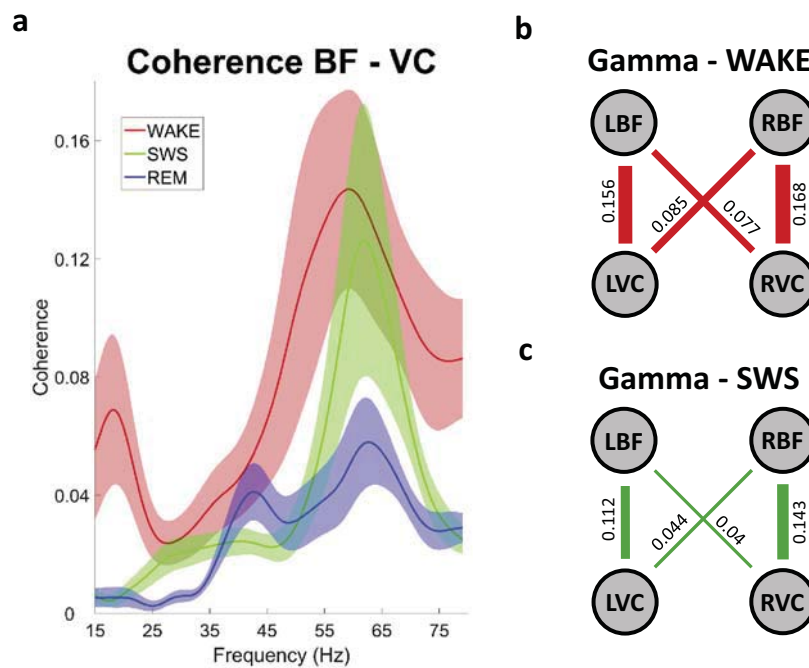 a
Coherence BF - VC
WAKE
SWS
REM
Coherence
0.16
0.12
0.08
0.04
0
15 25 35 45 55 65 75
Frequency (Hz)
b
Gamma - WAKE
LBF RBF
0.156 0.085 0.077 0.168
LVC RVC
c
Gamma - SWS
LBF RBF
0.112 0.044 0.04 0.143
LVC RVC